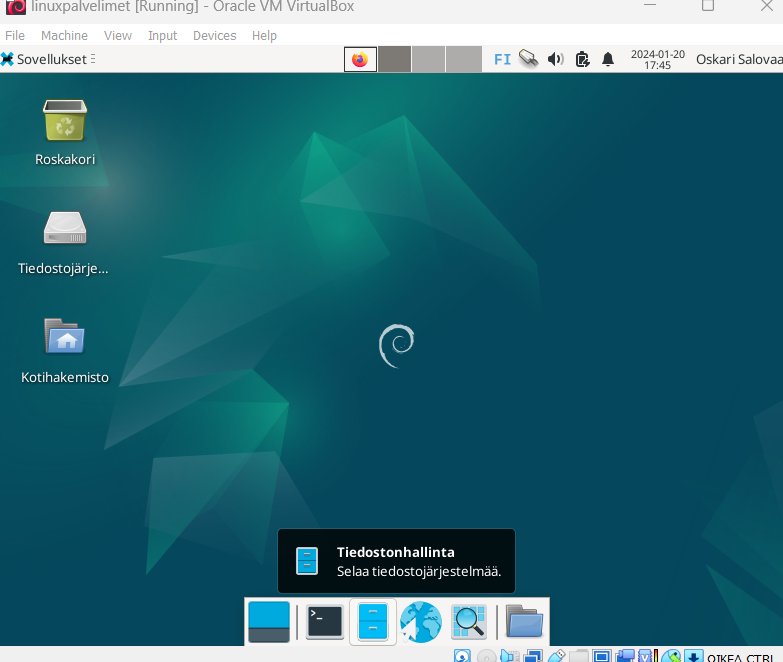 linuxpalvelimet [Running] - Oracle VM VirtualBox
File Machine View Input Devices Help
Sovellukset
FI
2024-01-20
17:45
Oskari Salovaa
Roskakori
Tiedostojärje...
Kotihakemisto
Tiedostonhallinta
Selaa tiedostojärjestelmää.
>_
OIKEA CTRL